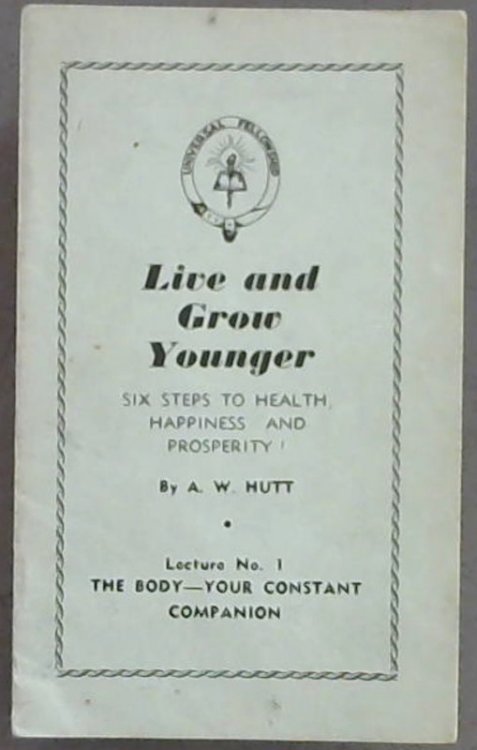 UNIVERSAL FELLOWSHIP
Live and
Grow
Younger
SIX STEPS TO HEALTH,
HAPPINESS AND
PROSPERITY!
By A. W. HUTT
•
Lecture No. 1
THE BODY—YOUR CONSTANT
COMPANION